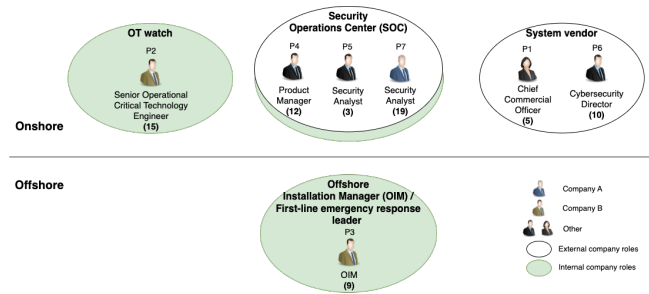 OT watch
P2
Senior Operational
Critical Technology
Engineer
(15)
Security
Operations Center (SOC)
P4
Product
Manager
(12)
P5
Security
Analyst
(3)
P7
Security
Analyst
(19)
System vendor
P1
Chief
Commercial
Officer
(5)
P6
Cybersecurity
Director
(10)
Onshore
Offshore
Offshore
Installation Manager (OIM) /
First-line emergency response
leader
P3
OIM
(9)
Company A
Company B
Other
External company roles
Internal company roles